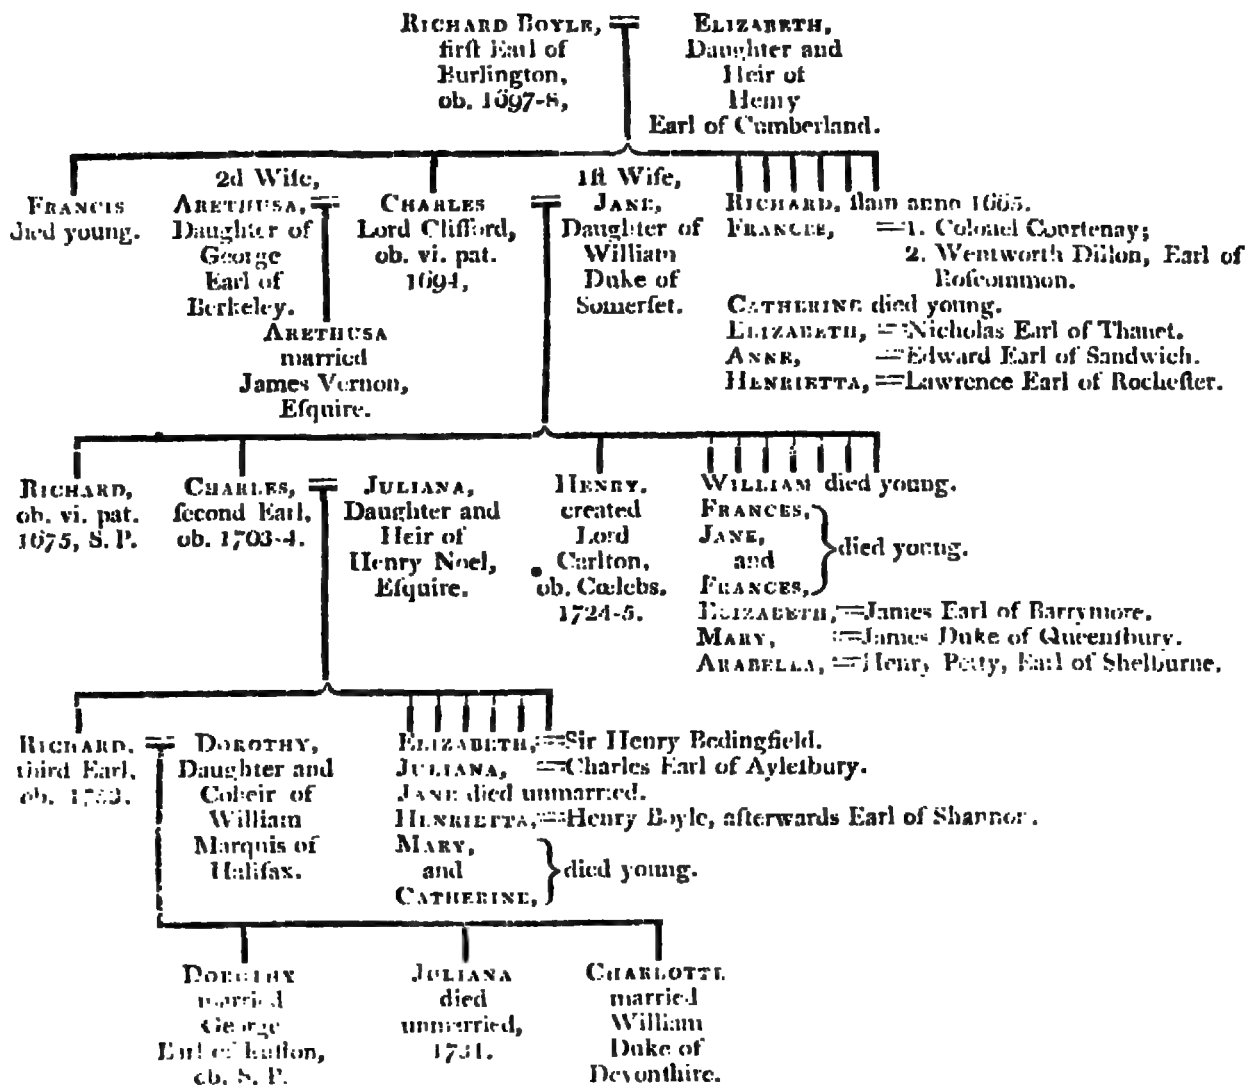 RICHARD BOYLE, =
firſt Earl of
Burlington,
ob. 1697-8,
ELIZABETH,
Daughter and
Heir of
Henry
Earl of Cumberland.
FRANCIS
died young.
2d Wife,
ARETHUSA, =
Daughter of
George
Earl of
Berkeley.
ARETHUSA
married
James Vernon,
Eſquire.
CHARLES =
Lord Clifford,
ob. vi. pat.
1694,
1ſt Wife,
JANE,
Daughter of
William
Duke of
Somerſet.
RICHARD, ſlain anno 1665.
FRANCES, =1. Colonel Courtenay;
2. Wentworth Dillon, Earl of
Roſcommon.
CATHERINE died young.
ELIZABETH, =Nicholas Earl of Thanet.
ANNE, =Edward Earl of Sandwich.
HENRIETTA, =Lawrence Earl of Rocheſter.
RICHARD,
ob. vi. pat.
1675, S. P.
CHARLES, =
ſecond Earl,
ob. 1703-4.
JULIANA,
Daughter and
Heir of
Henry Noel,
Eſquire.
HENRY,
created
Lord
Carlton,
ob. Cœlebs.
1724-5.
WILLIAM died young.
FRANCES,
JANE,
and
FRANCES,
died young.
ELIZABETH, =James Earl of Barrymore.
MARY, =James Duke of Queenſbury.
ARABELLA, =Henry Petty, Earl of Shelburne.
RICHARD, =
third Earl,
ob.
DOROTHY,
Daughter and
Coheir of
William
Marquis of
Halifax.
ELIZABETH, =Sir Henry Bedingfield.
JULIANA, =Charles Earl of Ayleſbury.
JANE died unmarried.
HENRIETTA, =Henry Boyle, afterwards Earl of Shannon.
MARY,
and
CATHERINE,
died young.
DOROTHY
married
George
Earl of Euſton,
ob. S. P.
JULIANA
died
unmarried,
1731.
CHARLOTTE
married
William
Duke of
Devonſhire.